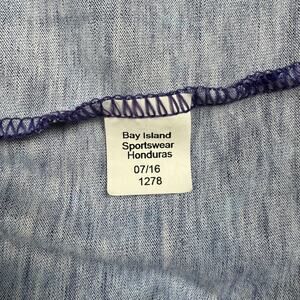 Bay Island
Sportswear
Honduras
07/16
1278